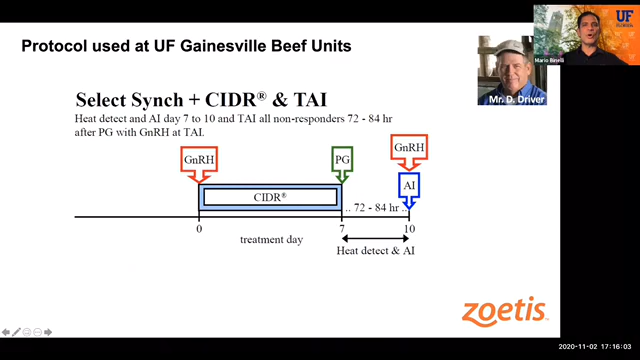 Protocol used at UF Gainesville Beef Units
UF
Mario Binelli
Mr. D. Driver
Select Synch + CIDR® & TAI
Heat detect and AI day 7 to 10 and TAI all non-responders 72 - 84 hr
after PG with GnRH at TAI.
GnRH
PG
GnRH
AI
CIDR®
.. 72 - 84 hr ..
0
7
10
treatment day
Heat detect & AI
zoetis
2020-11-02 17:16:03